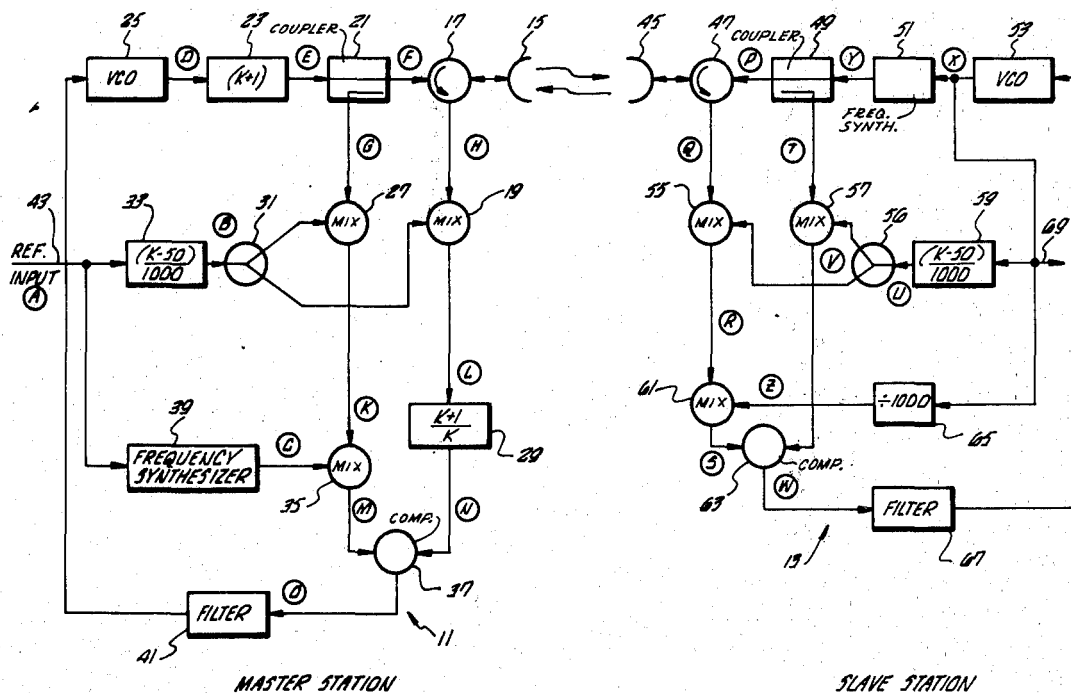 25
23
COUPLER
21
17
15
45
47
COUPLER
49
51
53
VCO
D
(K+1)
E
F
P
Y
X
VCO
FREQ.
SYNTH.
G
H
Q
T
43
33
B
31
27
MIX
MIX
19
55
MIX
MIX
57
56
59
69
REF.
INPUT
A
(K-50)
1000
V
U
(K-50)
1000
R
L
K
K+1
K
29
61
MIX
Z
÷1000
65
39
FREQUENCY
SYNTHESIZER
C
MIX
35
M
N
S
COMP.
63
W
COMP.
37
FILTER
67
13
O
FILTER
41
11
MASTER STATION
SLAVE STATION